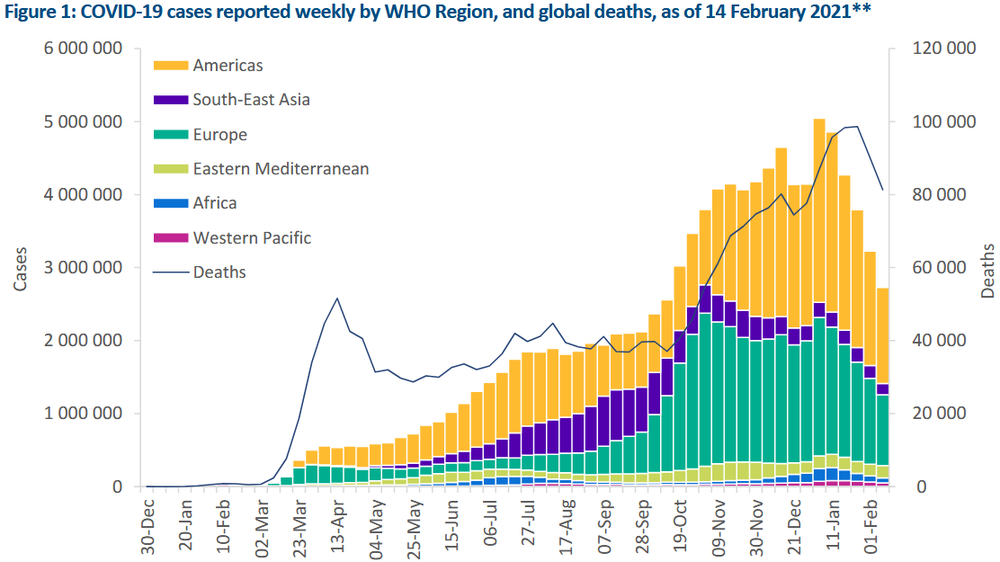 Figure 1: COVID-19 cases reported weekly by WHO Region, and global deaths, as of 14 February 2021**
6 000 000
5 000 000
4 000 000
3 000 000
2 000 000
1 000 000
0
Cases
Americas
South-East Asia
Europe
Eastern Mediterranean
Africa
Western Pacific
Deaths
120 000
100 000
80 000
60 000
40 000
20 000
0
Deaths
30-Dec
20-Jan
10-Feb
02-Mar
23-Mar
13-Apr
04-May
25-May
15-Jun
06-Jul
27-Jul
17-Aug
07-Sep
28-Sep
19-Oct
09-Nov
30-Nov
21-Dec
11-Jan
01-Feb